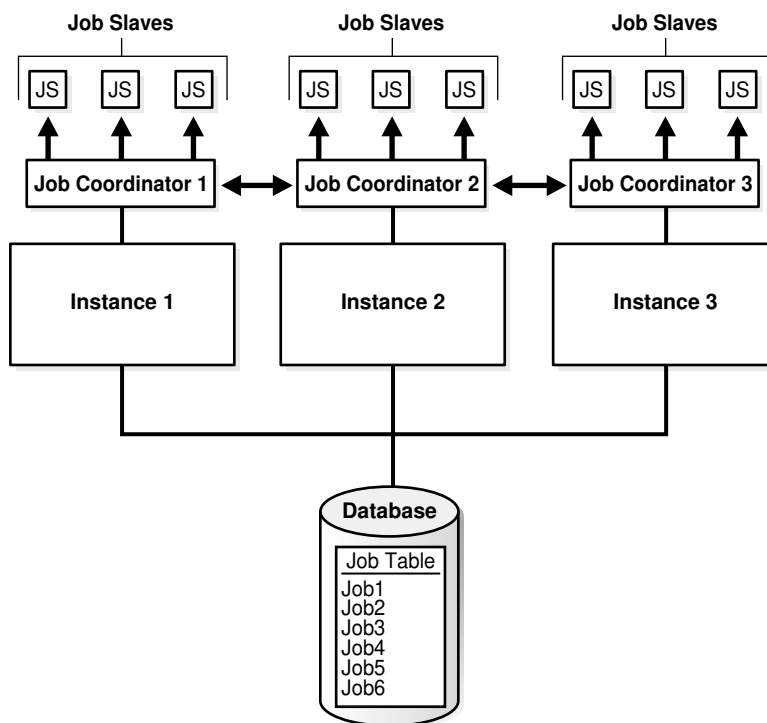 Job Slaves Job Slaves Job Slaves
JS JS JS JS JS JS JS JS JS
Job Coordinator 1 Job Coordinator 2 Job Coordinator 3
Instance 1 Instance 2 Instance 3
Database
Job Table
Job1
Job2
Job3
Job4
Job5
Job6